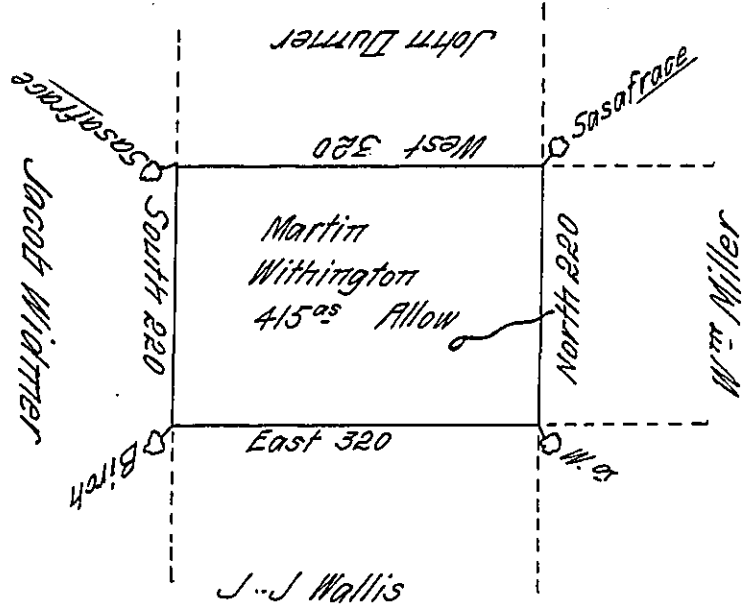 John Durner
Sasafrace
Sasafrace
West 320
Jacob Widmer
South 220
Martin
Withington
415as Allow
North 220
Wm Miller
Birch
East 320
W. O
J..J Wallis